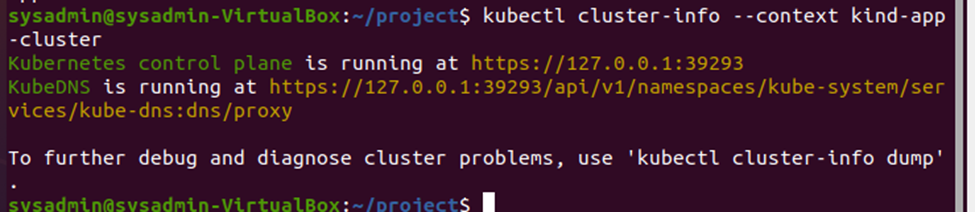 sysadmin@sysadmin-VirtualBox:~/project$ kubectl cluster-info --context kind-app
-cluster
Kubernetes control plane is running at https://127.0.0.1:39293
KubeDNS is running at https://127.0.0.1:39293/api/v1/namespaces/kube-system/ser
vices/kube-dns:dns/proxy

To further debug and diagnose cluster problems, use 'kubectl cluster-info dump'
.
sysadmin@sysadmin-VirtualBox:~/project$